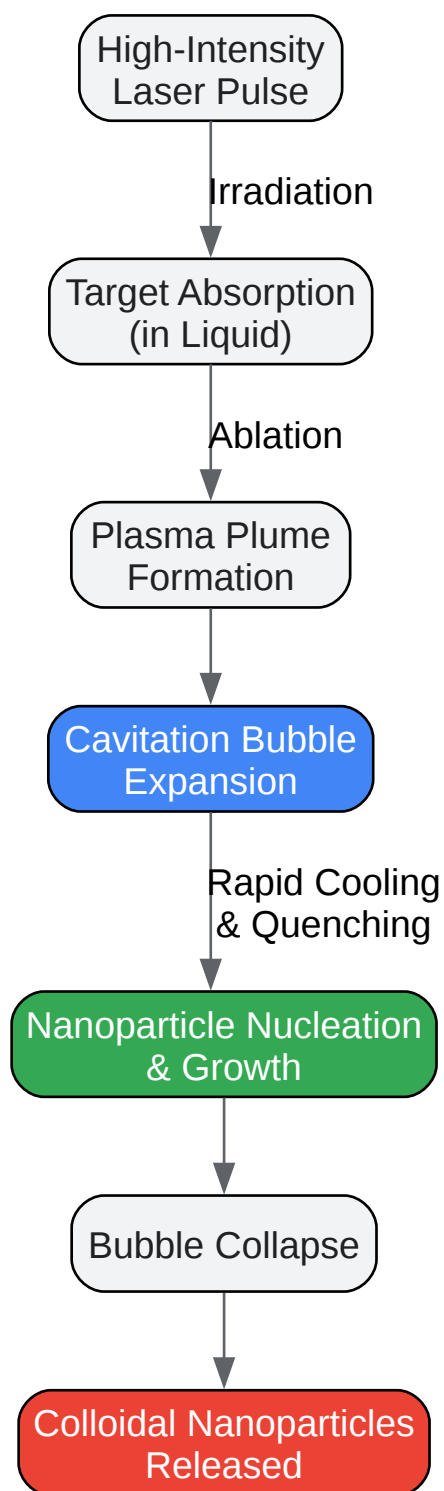 High-Intensity
Laser Pulse
Irradiation
Target Absorption
(in Liquid)
Ablation
Plasma Plume
Formation
Cavitation Bubble
Expansion
Rapid Cooling
& Quenching
Nanoparticle Nucleation
& Growth
Bubble Collapse
Colloidal Nanoparticles
Released